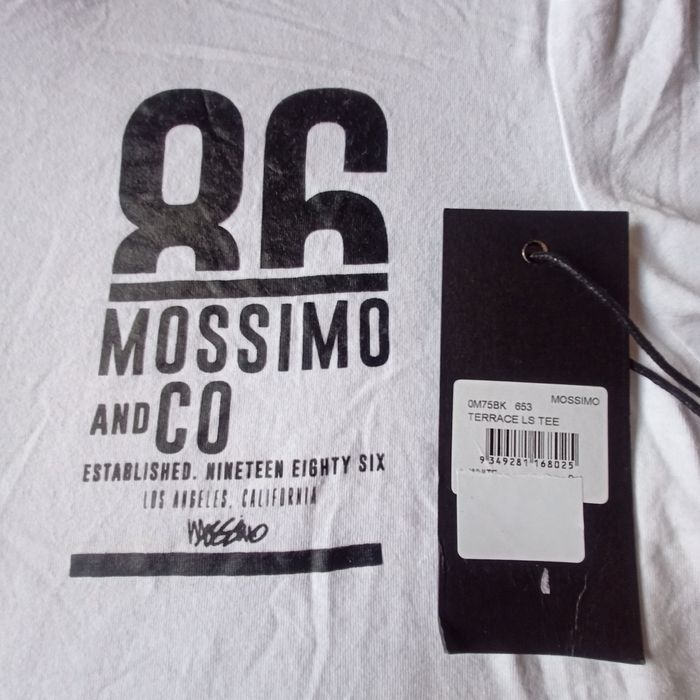 86
MOSSIMO
AND CO
ESTABLISHED. NINETEEN EIGHTY SIX
LOS ANGELES, CALIFORNIA
MOSSIMO
0M75BK 653 MOSSIMO
TERRACE LS TEE
9 349281 168025